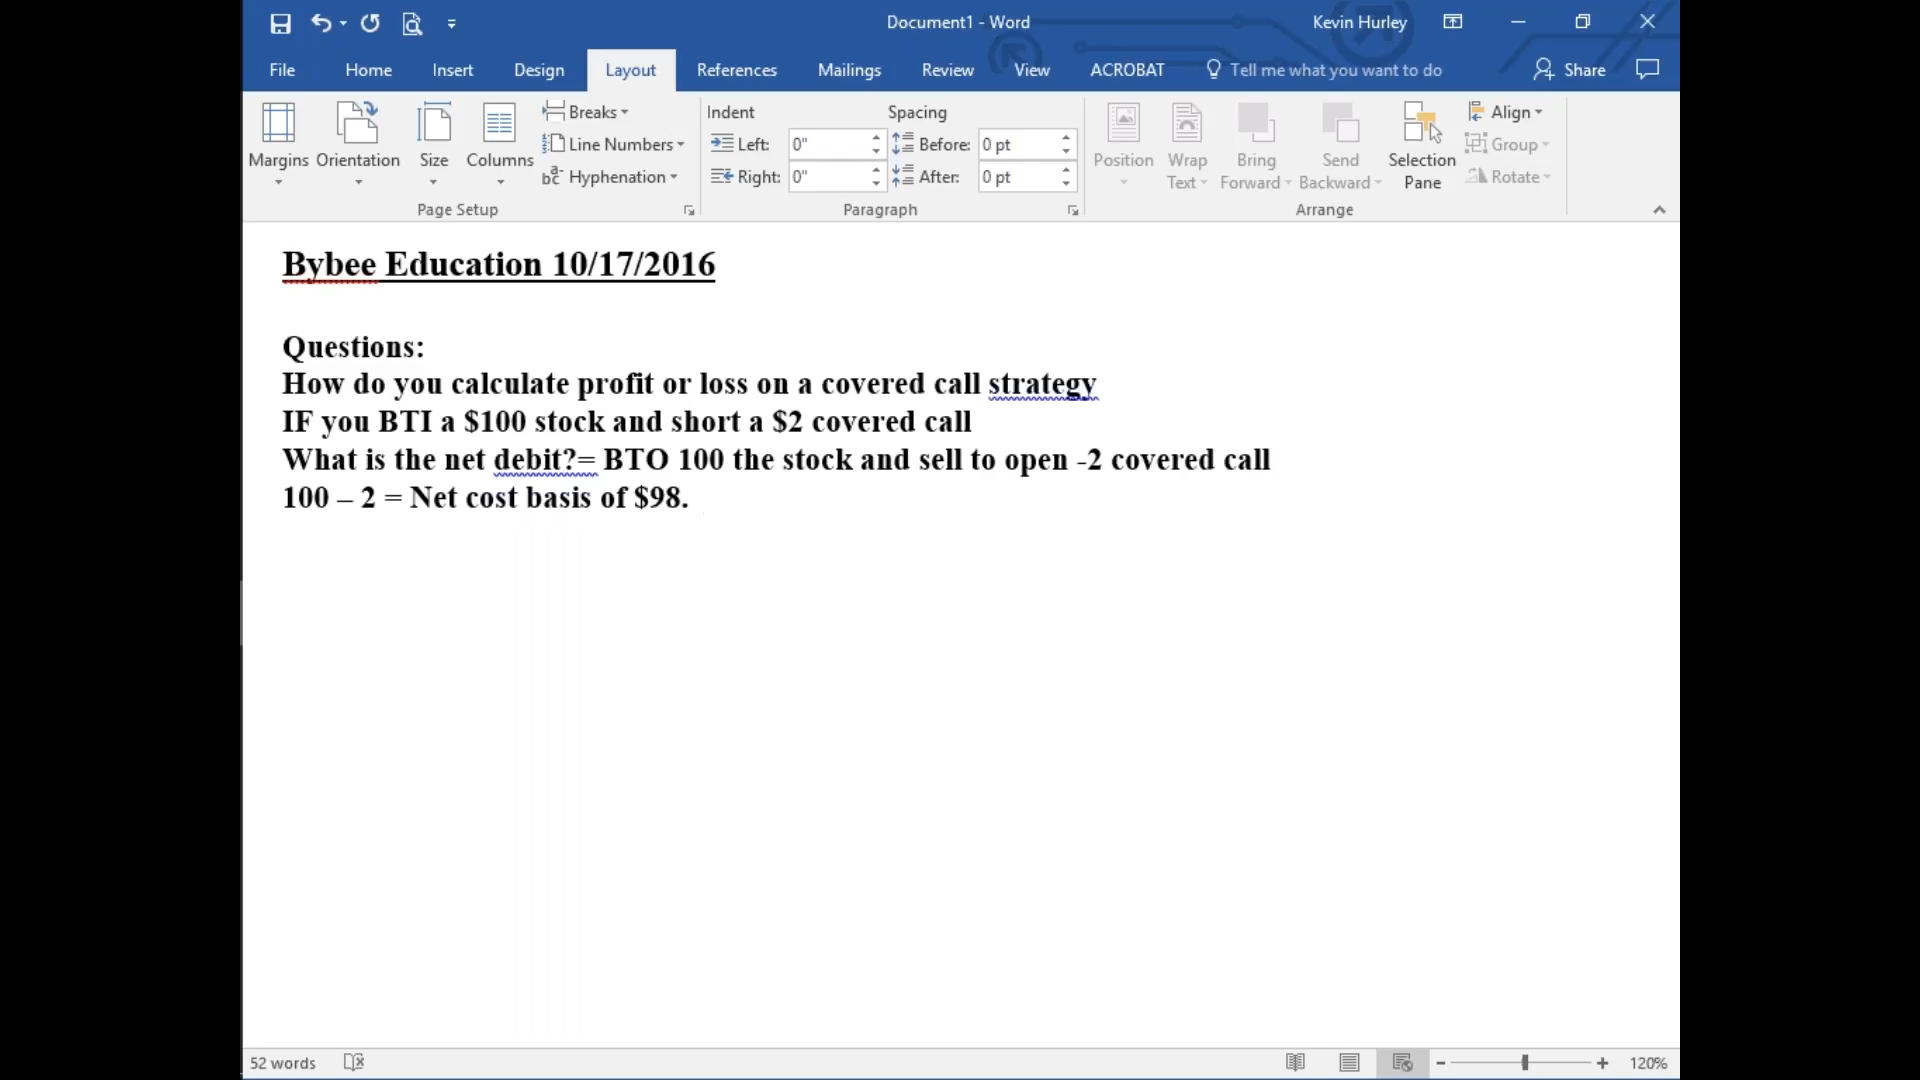 Document1 - Word
Kevin Hurley
File Home Insert Design Layout References Mailings Review View ACROBAT Tell me what you want to do Share
Margins
Orientation
Size
Columns
Breaks
Line Numbers
bc a- Hyphenation
Page Setup
Indent
Left: 0"
Right: 0"
Spacing
Before: 0 pt
After: 0 pt
Paragraph
Position
Wrap
Text
Bring
Forward
Send
Backward
Selection
Pane
Align
Group
Rotate
Arrange
Bybee Education 10/17/2016
Questions:
How do you calculate profit or loss on a covered call strategy
IF you BTI a $100 stock and short a $2 covered call
What is the net debit?= BTO 100 the stock and sell to open -2 covered call
100 – 2 = Net cost basis of $98.
52 words
120%